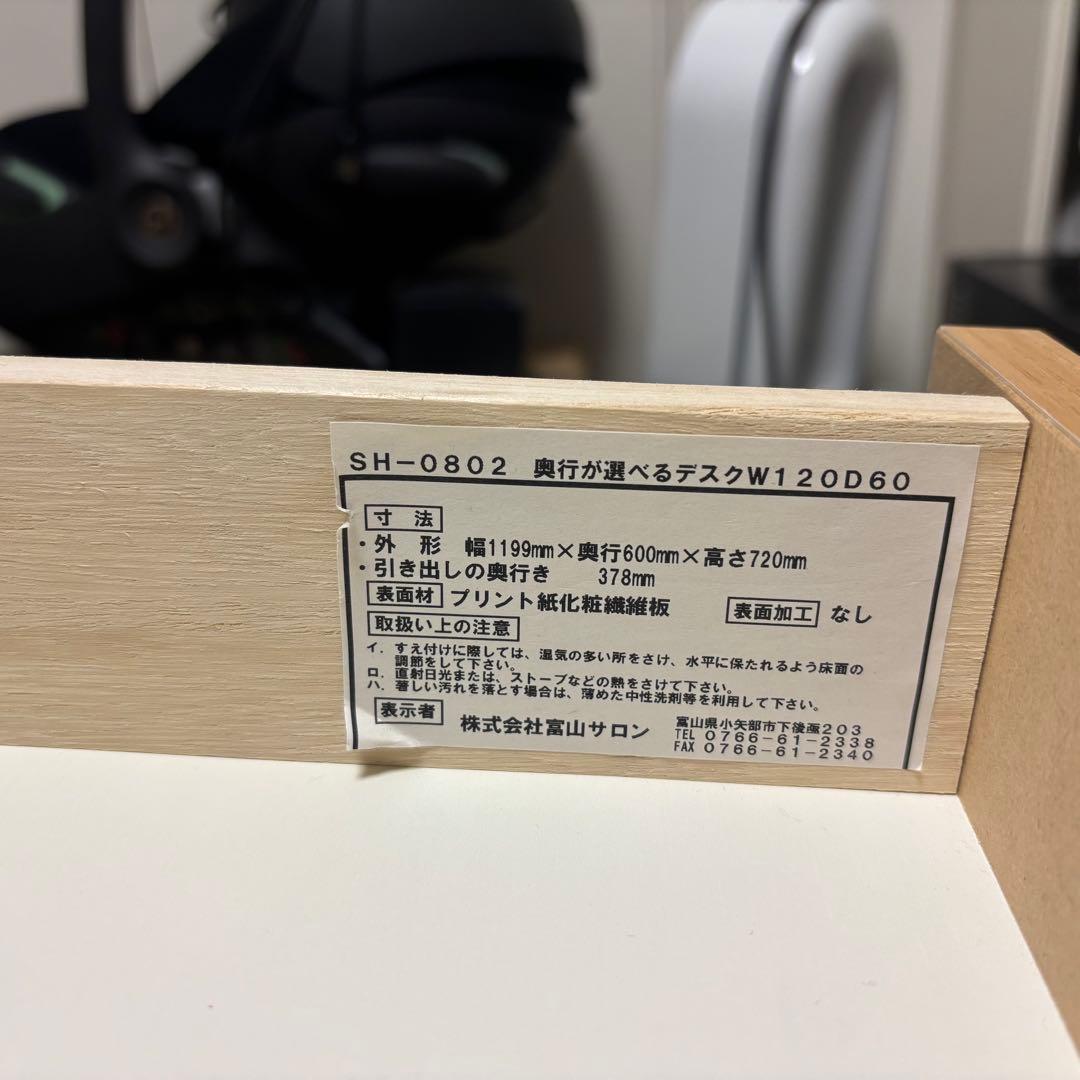 SH-0802 奥行が選べるデスクW120D60
寸 法
・外 形 幅1199mm×奥行600mm×高さ720mm
・引き出しの奥行き 378mm
表面材 プリント紙化粧繊維板 表面加工 なし
取扱い上の注意
イ．すえ付けに際しては、湿気の多い所をさけ、水平に保たれるよう床面の
調節をして下さい。
ロ．直射日光または、ストーブなどの熱をさけて下さい。
ハ．著しい汚れを落とす場合は、薄めた中性洗剤等を利用して下さい。
表示者 株式会社富山サロン 富山県小矢部市下後亟203
TEL 0766-61-2338
FAX 0766-61-2340